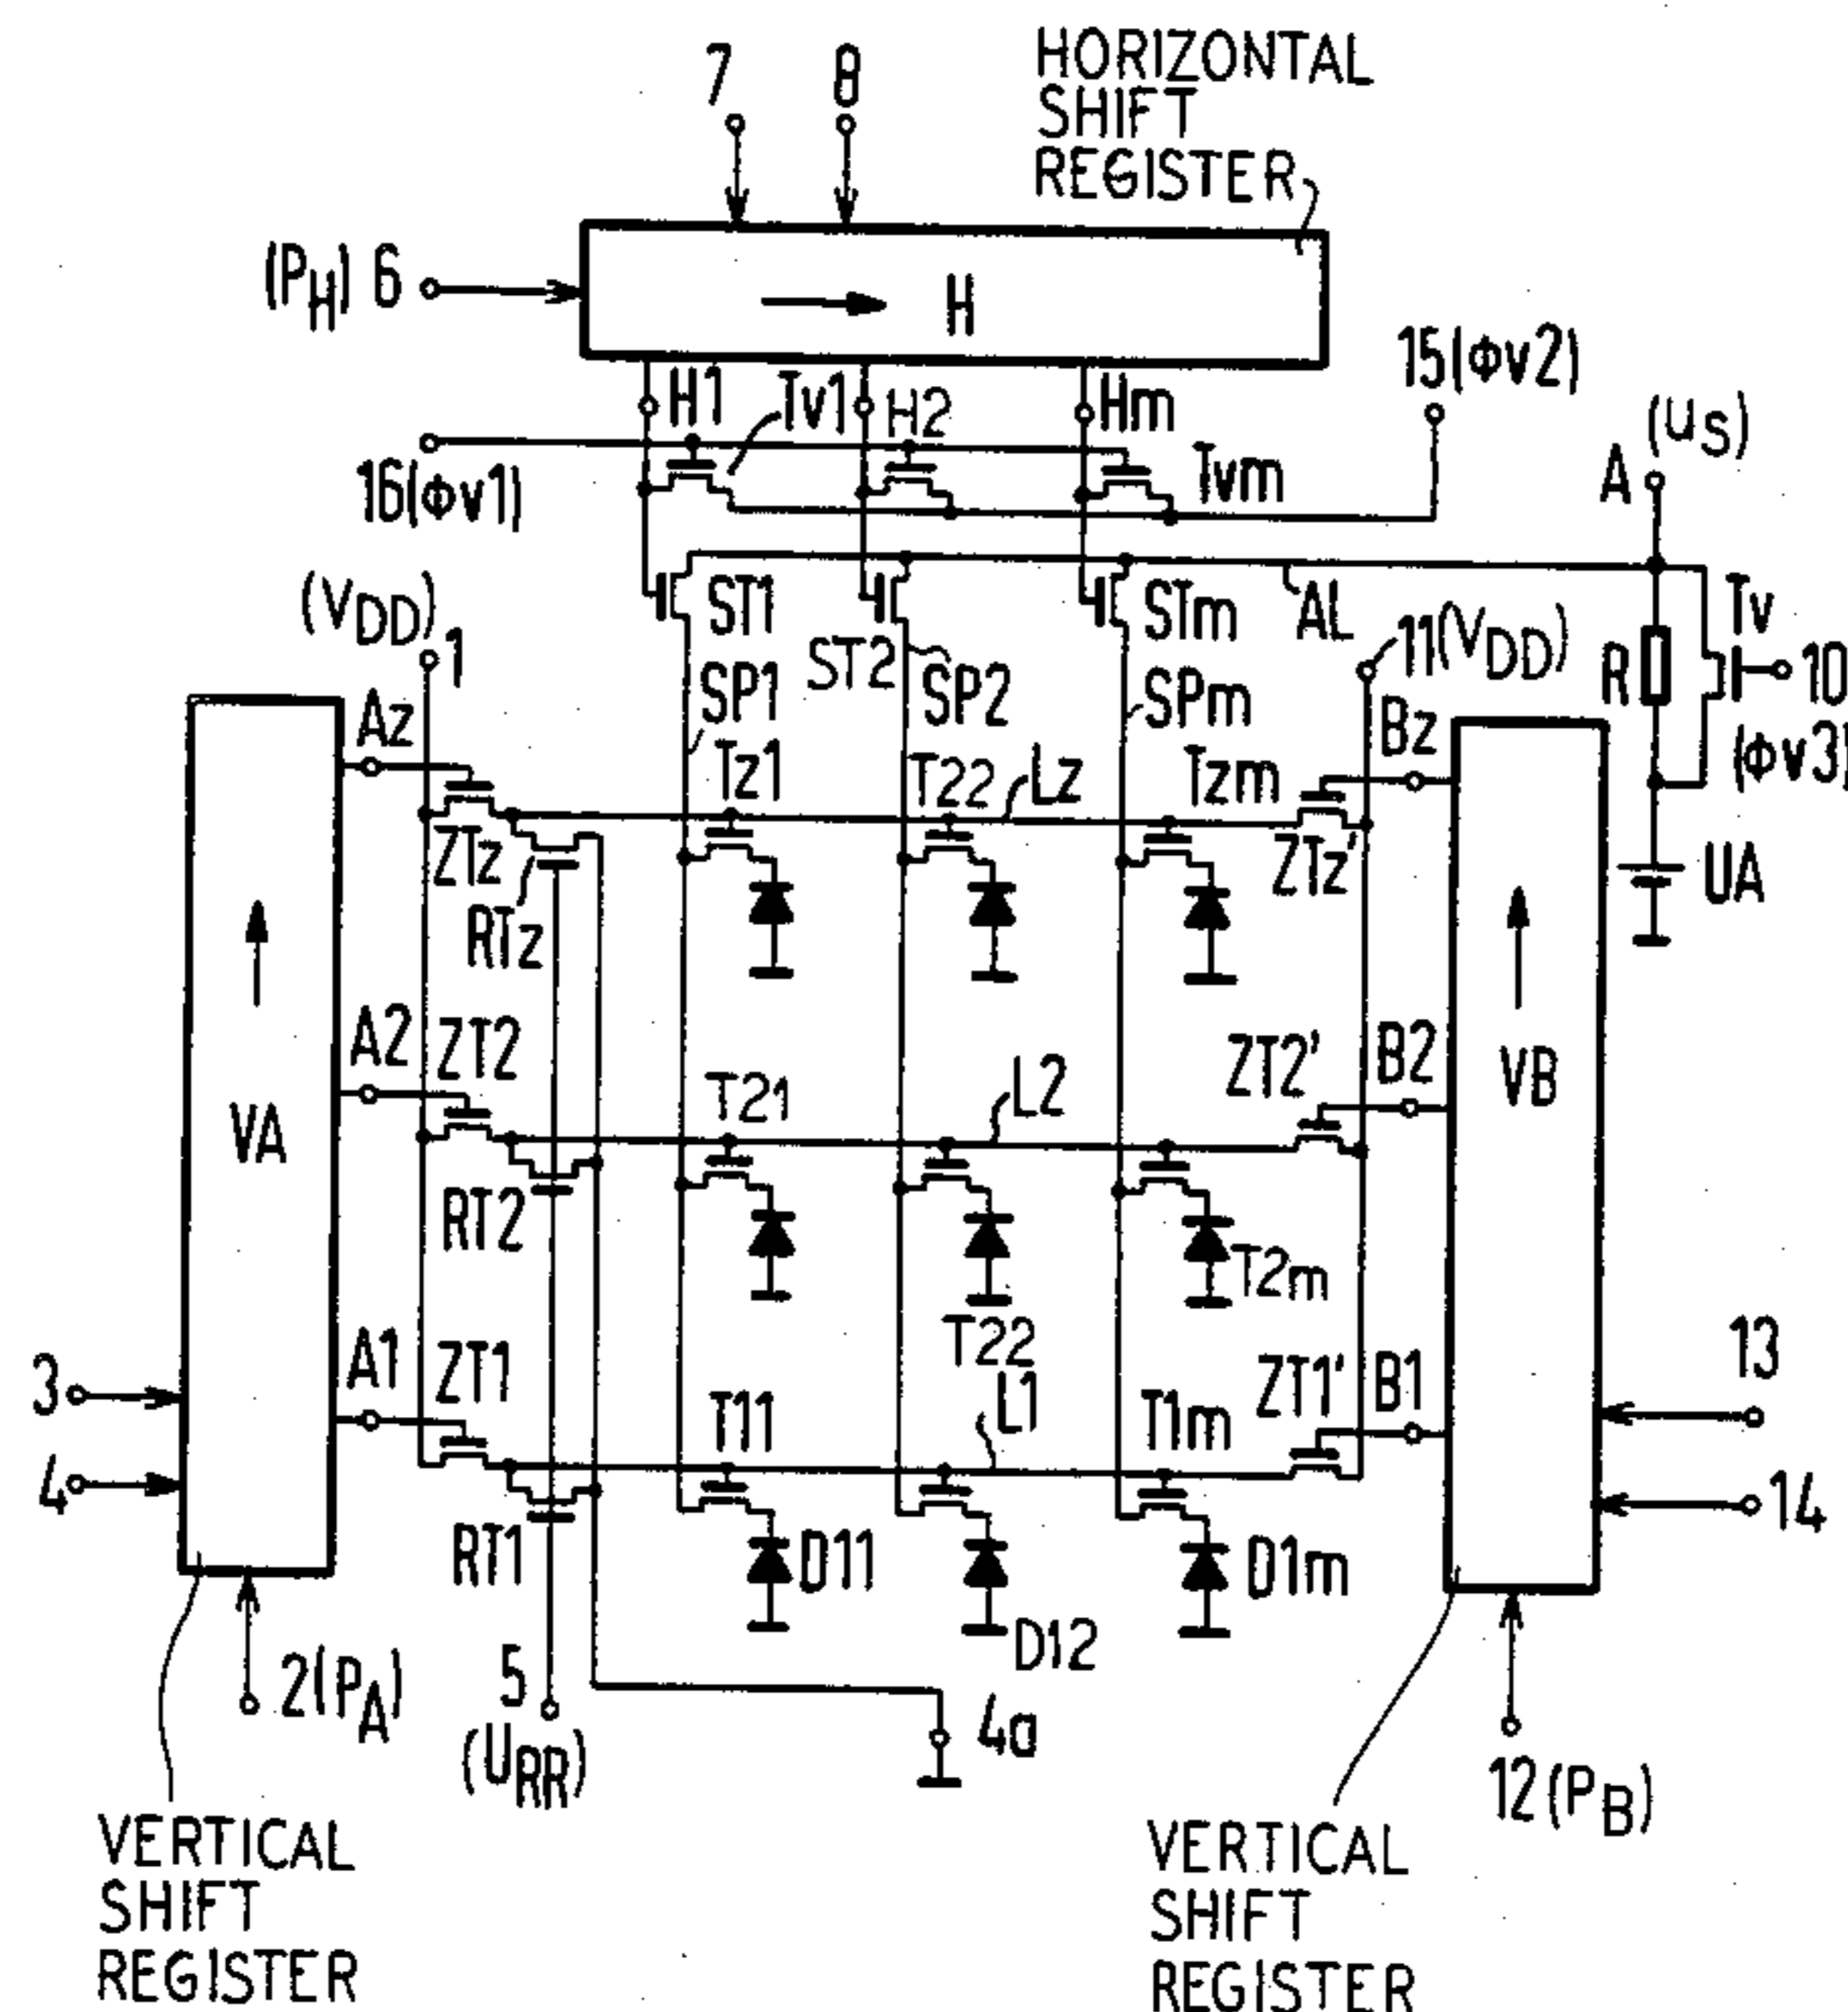 HORIZONTAL
SHIFT
REGISTER
7
8
(PH) 6
H
15(Φv2)
H1
Tv1
H2
Hm
(uS)
16(Φv1)
Tvm
A
(VDD)
1
ST1
ST2
STm
AL
Tv
11(VDD)
R
10
(Φv3)
SP1
SP2
SPm
Az
Bz
Tz1
T22
Lz
Tzm
ZTz
ZTz'
UA
RTz
A2
ZT2
ZT2'
B2
VA
T21
L2
VB
RT2
T2m
T22
13
3
A1
ZT1
ZT1'
B1
T11
L1
T1m
4
14
RT1
D11
D1m
D12
2(PA)
5
(URR)
4a
12(PB)
VERTICAL
SHIFT
REGISTER
VERTICAL
SHIFT
REGISTER